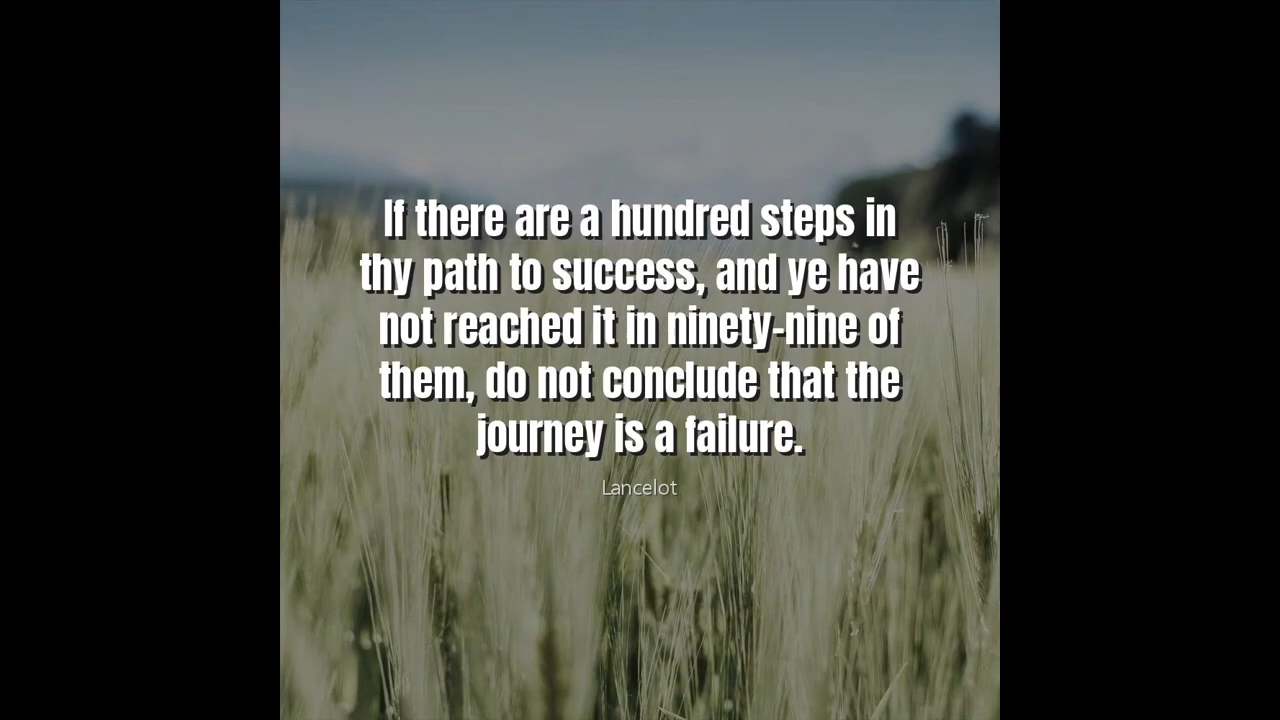 If there are a hundred steps in
thy path to success, and ye have
not reached it in ninety-nine of
them, do not conclude that the
journey is a failure.
Lancelot